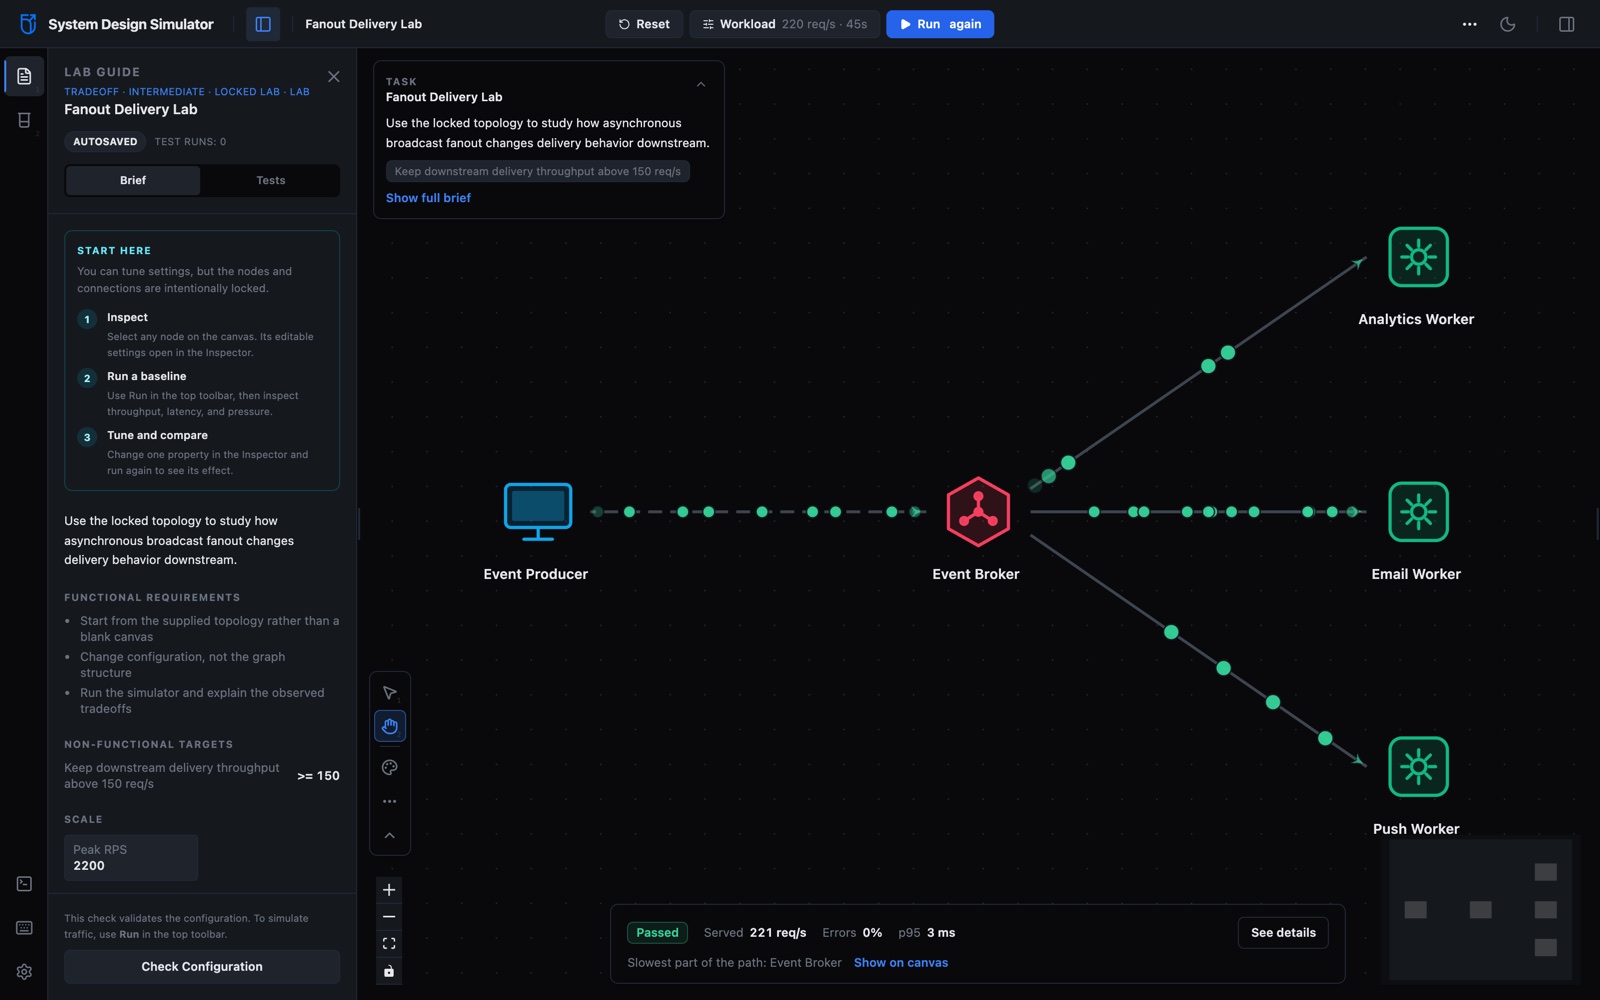 System Design Simulator
Fanout Delivery Lab
Reset
Workload 220 req/s · 45s
Run again
LAB GUIDE
TRADEOFF · INTERMEDIATE · LOCKED LAB · LAB
Fanout Delivery Lab
AUTOSAVED
TEST RUNS: 0
Brief
Tests
START HERE
You can tune settings, but the nodes and
connections are intentionally locked.
1
Inspect
Select any node on the canvas. Its editable
settings open in the Inspector.
2
Run a baseline
Use Run in the top toolbar, then inspect
throughput, latency, and pressure.
3
Tune and compare
Change one property in the Inspector and
run again to see its effect.
Use the locked topology to study how
asynchronous broadcast fanout changes
delivery behavior downstream.
FUNCTIONAL REQUIREMENTS
• Start from the supplied topology rather than a
blank canvas
• Change configuration, not the graph
structure
• Run the simulator and explain the observed
tradeoffs
NON-FUNCTIONAL TARGETS
Keep downstream delivery throughput
above 150 req/s
>= 150
SCALE
Peak RPS
2200
This check validates the configuration. To simulate
traffic, use Run in the top toolbar.
Check Configuration
TASK
Fanout Delivery Lab
Use the locked topology to study how asynchronous
broadcast fanout changes delivery behavior downstream.
Keep downstream delivery throughput above 150 req/s
Show full brief
Analytics Worker
Event Producer
Event Broker
Email Worker
Push Worker
Passed
Served 221 req/s
Errors 0%
p95 3 ms
See details
Slowest part of the path: Event Broker
Show on canvas